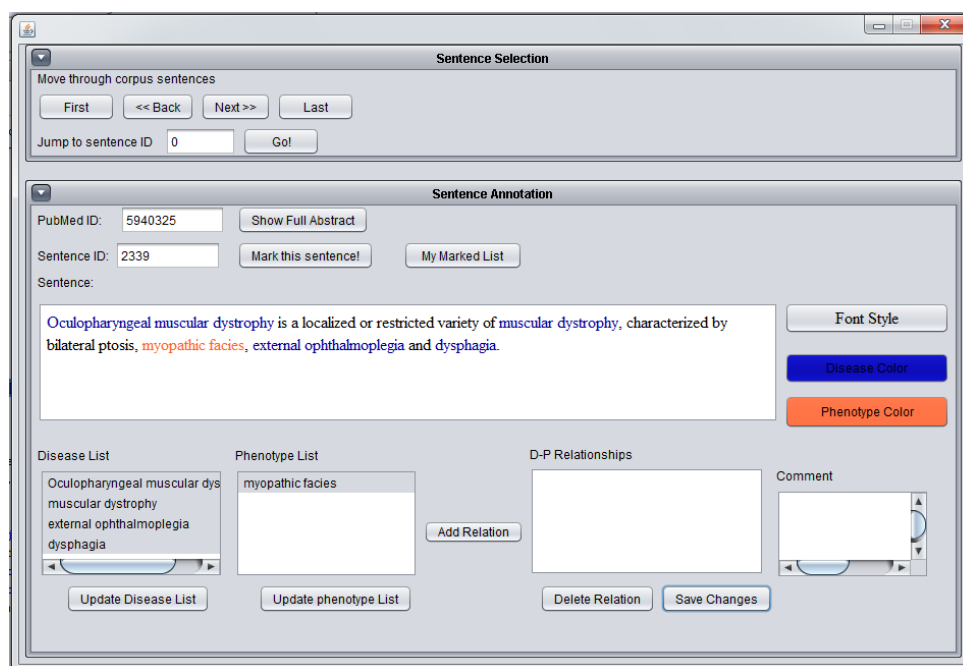 Sentence Selection
Move through corpus sentences
First << Back Next >> Last
Jump to sentence ID 0 Go!
Sentence Annotation
PubMed ID: 5940325 Show Full Abstract
Sentence ID: 2339 Mark this sentence! My Marked List
Sentence:
Oculopharyngeal muscular dystrophy is a localized or restricted variety of muscular dystrophy, characterized by
bilateral ptosis, myopathic facies, external ophthalmoplegia and dysphagia.
Font Style
Disease Color
Phenotype Color
Disease List Phenotype List D-P Relationships Comment
Oculopharyngeal muscular dys myopathic facies
muscular dystrophy
external ophthalmoplegia
dysphagia
Add Relation
Update Disease List Update phenotype List Delete Relation Save Changes